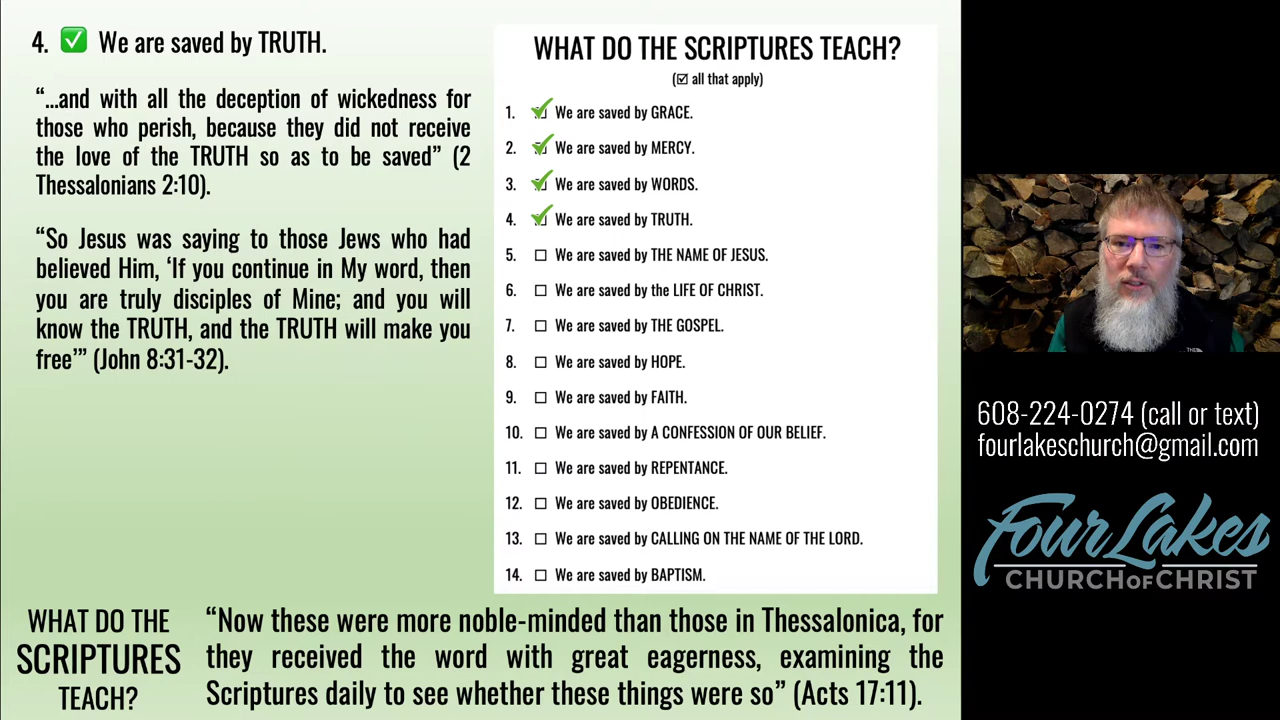 4. ✅ We are saved by TRUTH.
“…and with all the deception of wickedness for
those who perish, because they did not receive
the love of the TRUTH so as to be saved” (2
Thessalonians 2:10).
“So Jesus was saying to those Jews who had
believed Him, ‘If you continue in My word, then
you are truly disciples of Mine; and you will
know the TRUTH, and the TRUTH will make you
free’” (John 8:31-32).
WHAT DO THE SCRIPTURES TEACH?
(☑ all that apply)
1. ✔ We are saved by GRACE.
2. ✔ We are saved by MERCY.
3. ✔ We are saved by WORDS.
4. ✔ We are saved by TRUTH.
5. ☐ We are saved by THE NAME OF JESUS.
6. ☐ We are saved by the LIFE OF CHRIST.
7. ☐ We are saved by THE GOSPEL.
8. ☐ We are saved by HOPE.
9. ☐ We are saved by FAITH.
10. ☐ We are saved by A CONFESSION OF OUR BELIEF.
11. ☐ We are saved by REPENTANCE.
12. ☐ We are saved by OBEDIENCE.
13. ☐ We are saved by CALLING ON THE NAME OF THE LORD.
14. ☐ We are saved by BAPTISM.
WHAT DO THE
SCRIPTURES
TEACH?
“Now these were more noble-minded than those in Thessalonica, for
they received the word with great eagerness, examining the
Scriptures daily to see whether these things were so” (Acts 17:11).
608-224-0274 (call or text)
fourlakeschurch@gmail.com
Four Lakes
CHURCH OF CHRIST